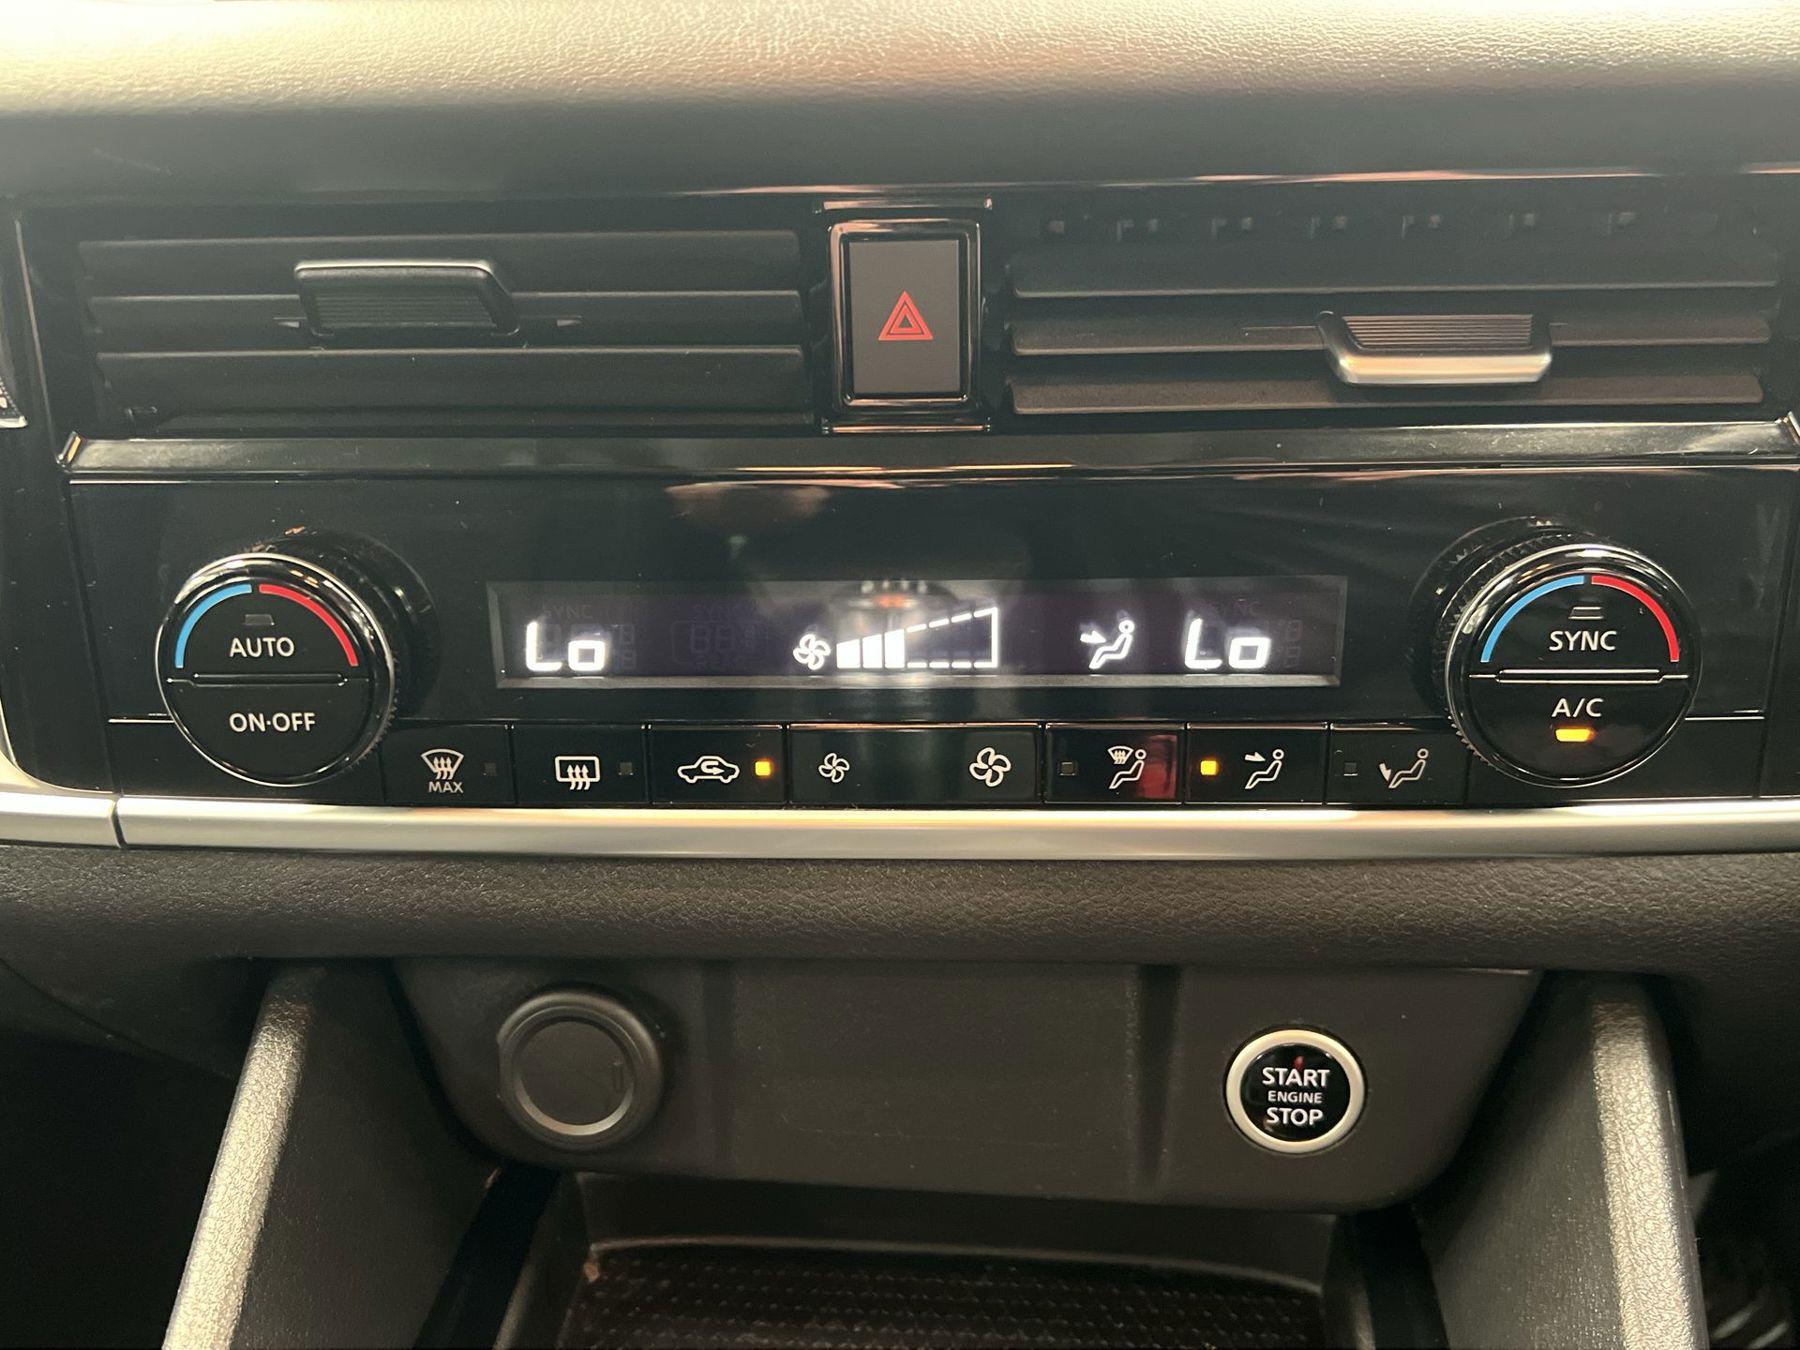 AUTO
ON·OFF
Lo
Lo
SYNC
A/C
MAX
START
ENGINE
STOP